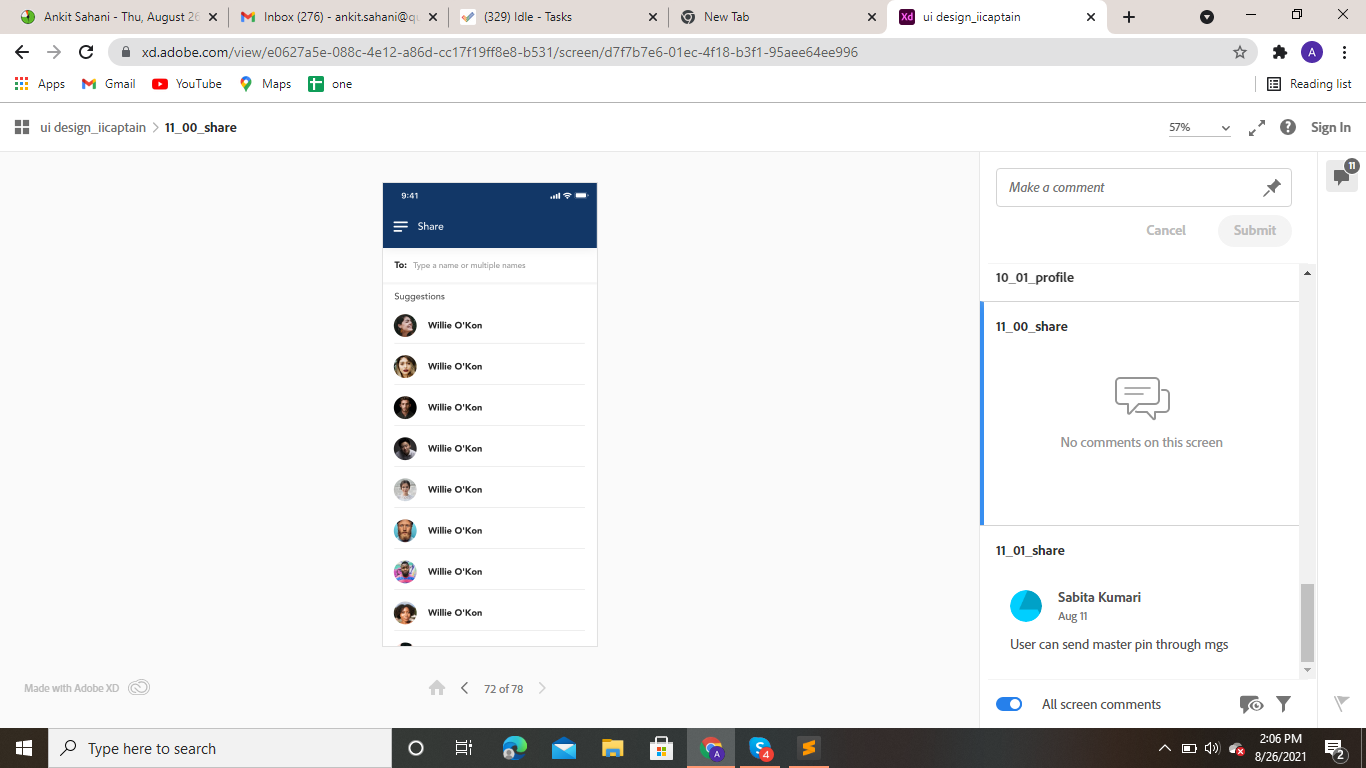 Ankit Sahani - Thu, August 26
Inbox (276) - ankit.sahani@qu
(329) Idle - Tasks
New Tab
Xd
ui design_iicaptain
xd.adobe.com/view/e0627a5e-088c-4e12-a86d-cc17f19ff8e8-b531/screen/d7f7b7e6-01ec-4f18-b3f1-95aee64ee996
A
Apps
Gmail
YouTube
Maps
one
Reading list
ui design_iicaptain > 11_00_share
57%
Sign In
9:41
Share
To: Type a name or multiple names
Suggestions
Willie O'Kon
Willie O'Kon
Willie O'Kon
Willie O'Kon
Willie O'Kon
Willie O'Kon
Willie O'Kon
Willie O'Kon
Made with Adobe XD
72 of 78
Make a comment
Cancel
Submit
11
10_01_profile
11_00_share
No comments on this screen
11_01_share
Sabita Kumari
Aug 11
User can send master pin through mgs
All screen comments
Type here to search
A
4
2:06 PM
8/26/2021
2